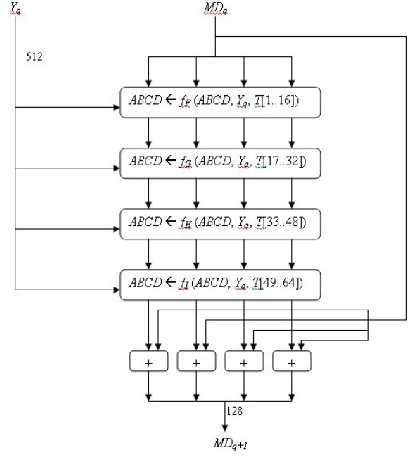 Yq MDq
512
ABCD ← fF (ABCD, Yq, T[1..16])
ABCD ← fG (ABCD, Yq, T[17..32])
ABCD ← fH (ABCD, Yq, T[33..48])
ABCD ← fI (ABCD, Yq, T[49..64])
+ + + +
128
MDq+1